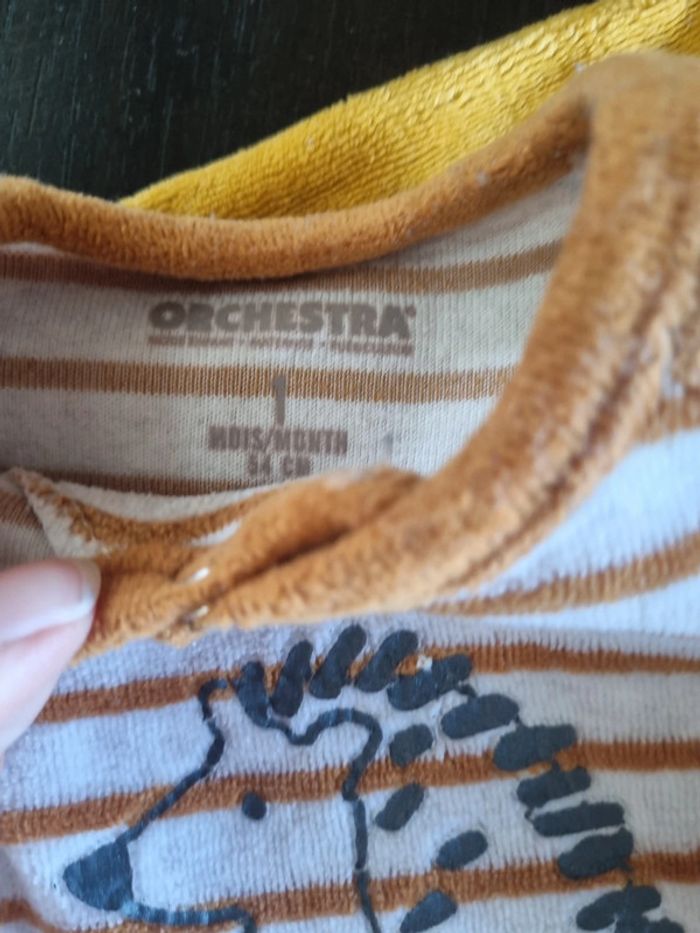 ORCHESTRA
1
MOIS/MONTH
54 CM